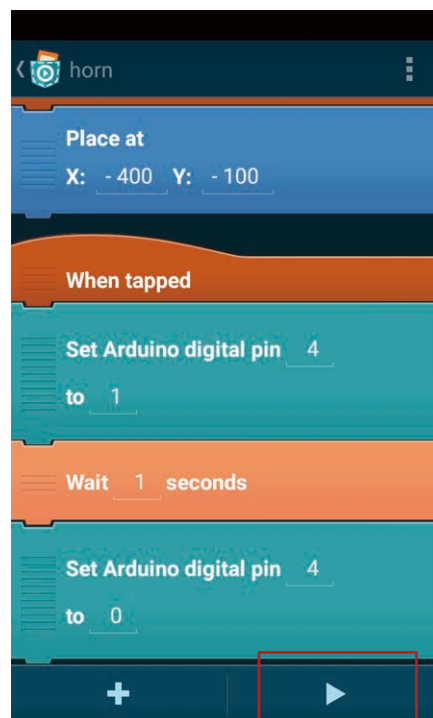 horn
Place at
X: - 400 Y: - 100
When tapped
Set Arduino digital pin 4
to 1
Wait 1 seconds
Set Arduino digital pin 4
to 0